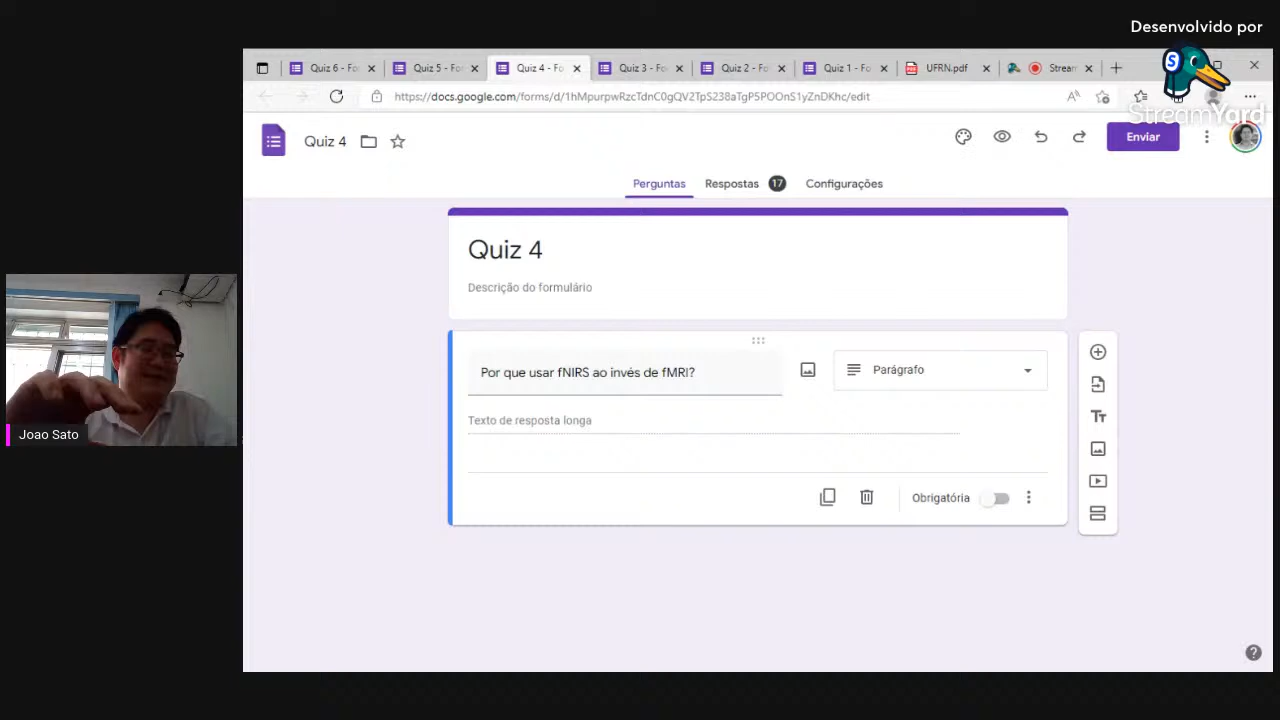 Desenvolvido por
StreamYard
Quiz 6 - Fo
Quiz 5 - Fo
Quiz 4 - Fo
Quiz 3 - Fo
Quiz 2 - Fo
Quiz 1 - Fo
UFRN.pdf
Stream
https://docs.google.com/forms/d/1hMpurpwRzcTdnC0gQV2TpS238aTgP5POOnS1yZnDKhc/edit
Quiz 4
Enviar
Perguntas
Respostas 17
Configurações
Quiz 4
Descrição do formulário
Por que usar fNIRS ao invés de fMRI?
Parágrafo
Texto de resposta longa
Obrigatória
Joao Sato